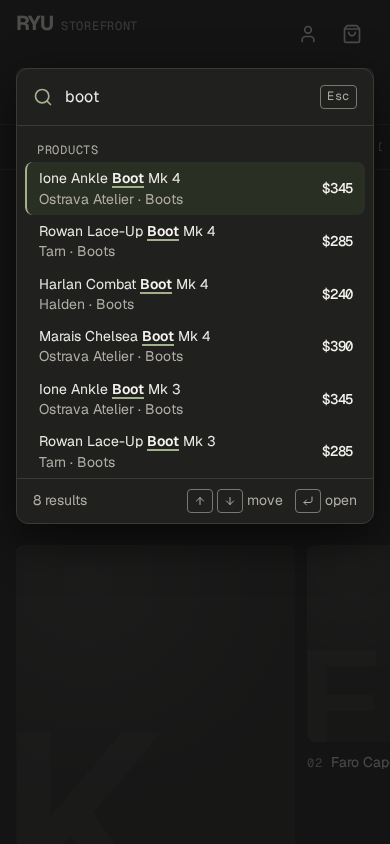 RYU STOREFRONT
boot
Esc
PRODUCTS
Ione Ankle Boot Mk 4
Ostrava Atelier · Boots
$345
Rowan Lace-Up Boot Mk 4
Tarn · Boots
$285
Harlan Combat Boot Mk 4
Halden · Boots
$240
Marais Chelsea Boot Mk 4
Ostrava Atelier · Boots
$390
Ione Ankle Boot Mk 3
Ostrava Atelier · Boots
$345
Rowan Lace-Up Boot Mk 3
Tarn · Boots
$285
8 results
↑ ↓ move ↵ open
K
F
02 Faro Cap